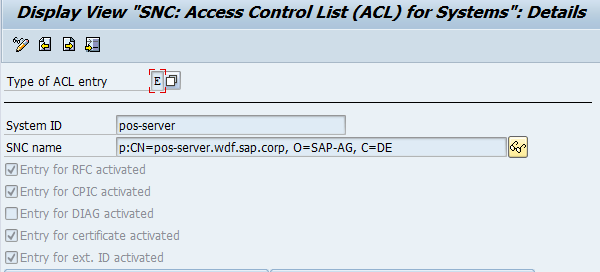 Display View "SNC: Access Control List (ACL) for Systems": Details
Type of ACL entry E
System ID pos-server
SNC name p:CN=pos-server.wdf.sap.corp, O=SAP-AG, C=DE
Entry for RFC activated
Entry for CPIC activated
Entry for DIAG activated
Entry for certificate activated
Entry for ext. ID activated